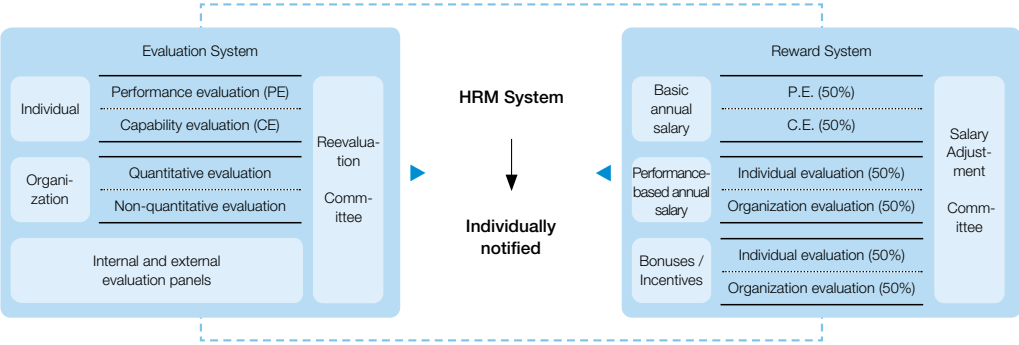 Evaluation System
Individual
Performance evaluation (PE)
Capability evaluation (CE)
Organi-
zation
Quantitative evaluation
Non-quantitative evaluation
Internal and external
evaluation panels
Reevalua-
tion
Comm-
ittee
HRM System
Individually
notified
Reward System
Basic
annual
salary
P.E. (50%)
C.E. (50%)
Performance-
based annual
salary
Individual evaluation (50%)
Organization evaluation (50%)
Bonuses /
Incentives
Individual evaluation (50%)
Organization evaluation (50%)
Salary
Adjust-
ment
Comm-
ittee